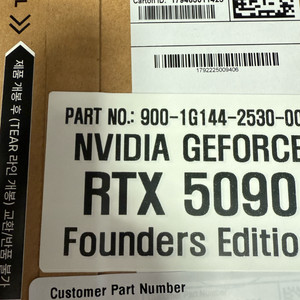 Carton ID:
1792225009406
PART NO.: 900-1G144-2530-00
NVIDIA GEFORCE
RTX 5090
Founders Editio
Customer Part Number
제품 개봉 후 (TEAR 라인 개봉) 교환/반품 불가